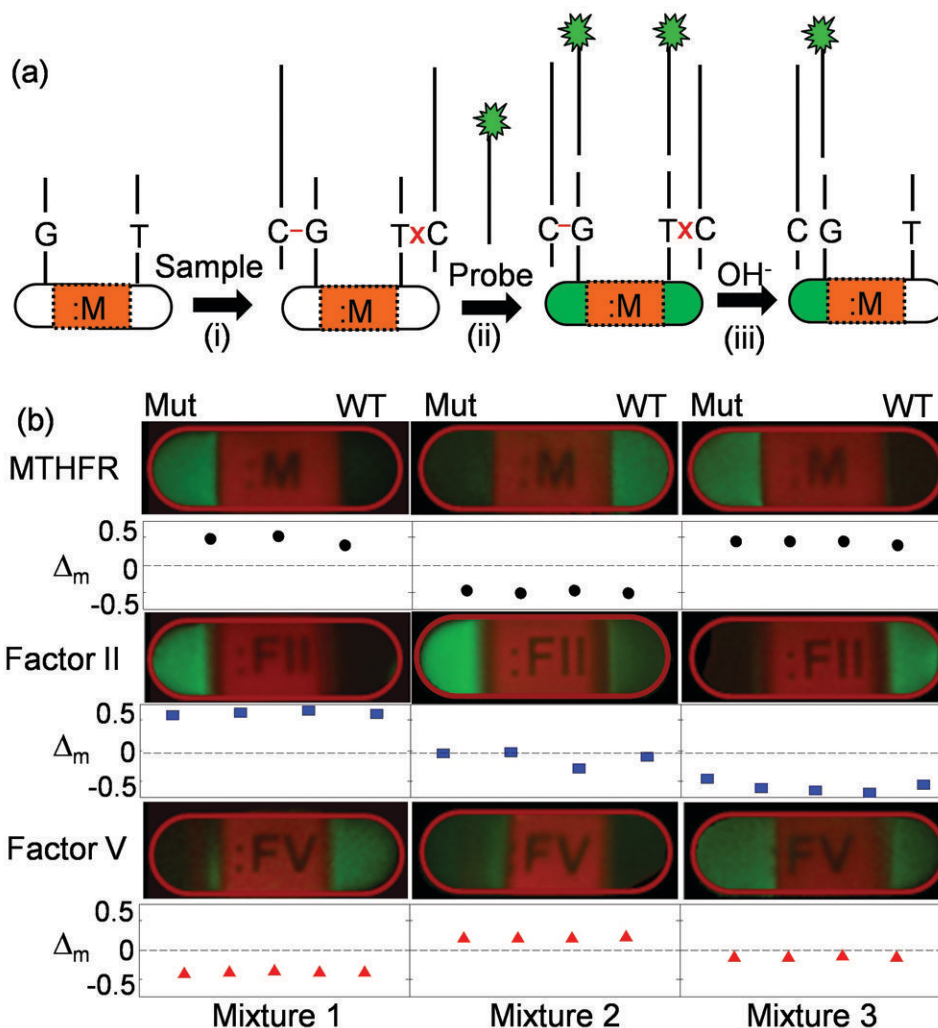 (a)
G T C G T C C G T C C G T
x x
Sample Probe OH-
:M :M :M :M
(i) (ii) (iii)
(b) Mut WT Mut WT Mut WT
MTHFR :M :M :M
0.5
Δm 0
-0.5
Factor II :FII :FII :FII
0.5
Δm 0
-0.5
Factor V :FV FV FV
0.5
Δm 0
-0.5
Mixture 1 Mixture 2 Mixture 3